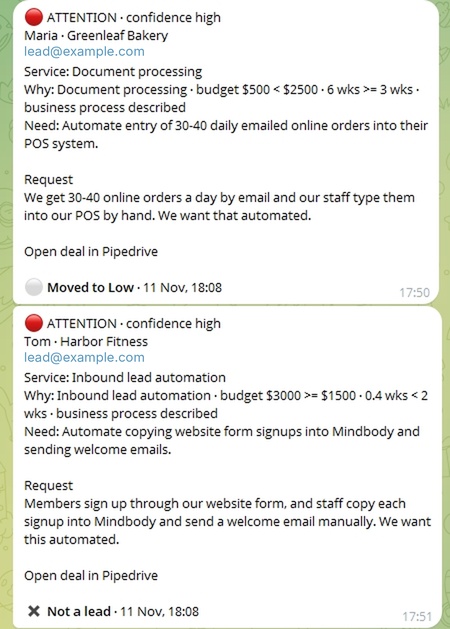 🔴 ATTENTION · confidence high
Maria · Greenleaf Bakery
lead@example.com
Service: Document processing
Why: Document processing · budget $500 < $2500 · 6 wks >= 3 wks ·
business process described
Need: Automate entry of 30-40 daily emailed online orders into their
POS system.
Request
We get 30-40 online orders a day by email and our staff type them
into our POS by hand. We want that automated.
Open deal in Pipedrive
⚪ Moved to Low · 11 Nov, 18:08
17:50
🔴 ATTENTION · confidence high
Tom · Harbor Fitness
lead@example.com
Service: Inbound lead automation
Why: Inbound lead automation · budget $3000 >= $1500 · 0.4 wks < 2
wks · business process described
Need: Automate copying website form signups into Mindbody and
sending welcome emails.
Request
Members sign up through our website form, and staff copy each
signup into Mindbody and send a welcome email manually. We want
this automated.
Open deal in Pipedrive
✖ Not a lead · 11 Nov, 18:08
17:51